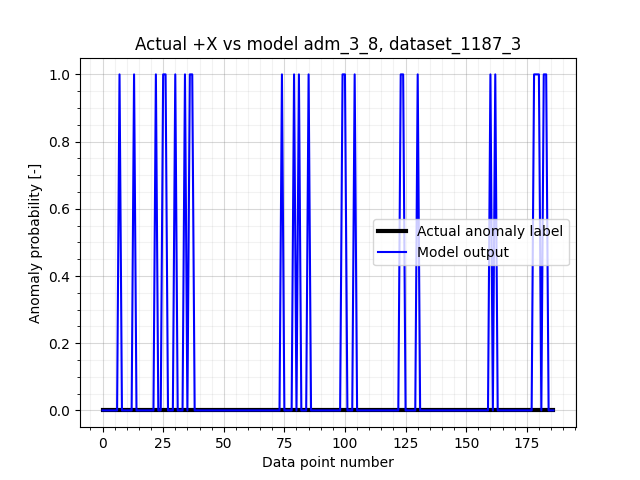 Actual +X vs model adm_3_8, dataset_1187_3
1.0
0.8
0.6
0.4
0.2
0.0
Anomaly probability [-]
Actual anomaly label
Model output
0 25 50 75 100 125 150 175
Data point number